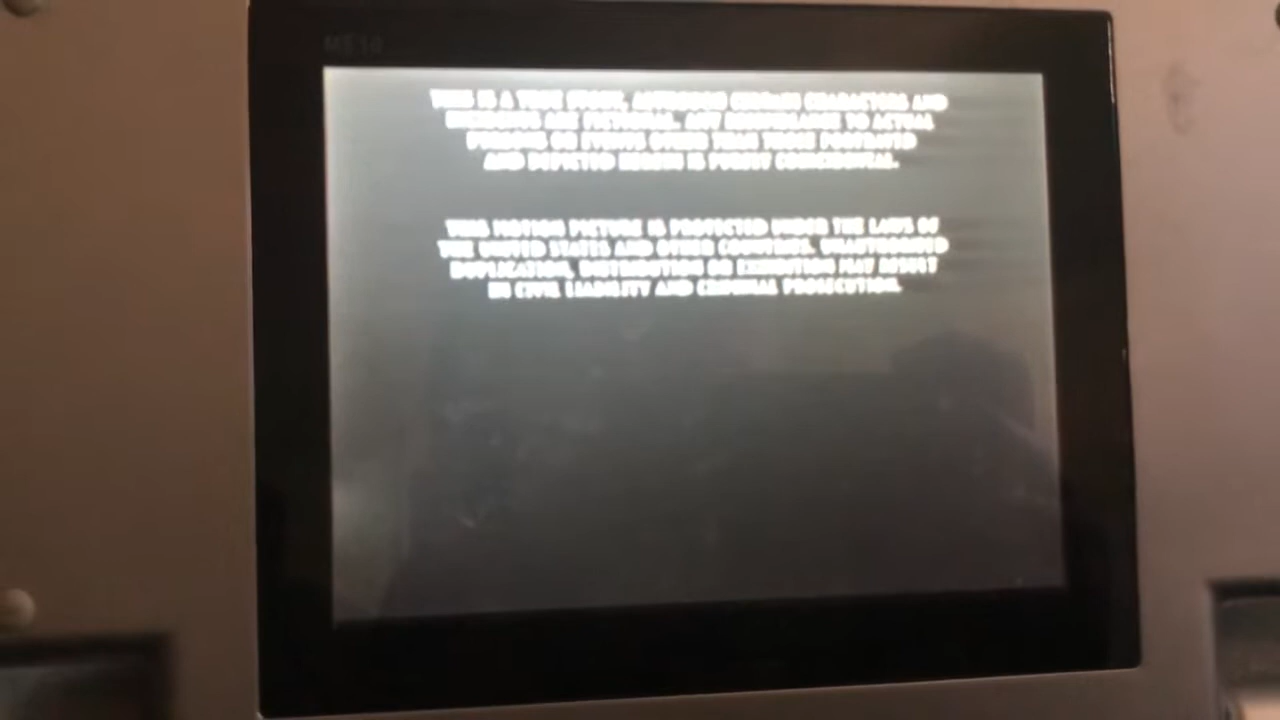 THIS IS A TRUE STORY, ALTHOUGH CERTAIN CHARACTERS AND
ARE FICTIONAL. ANY RESEMBLANCE TO ACTUAL
PERSONS OR EVENTS OTHER THAN THOSE PORTRAYED
AND DEPICTED HEREIN IS PURELY COINCIDENTAL.
THIS MOTION PICTURE IS PROTECTED UNDER THE LAWS OF
THE UNITED STATES AND OTHER COUNTRIES. UNAUTHORIZED
DUPLICATION, DISTRIBUTION OR EXHIBITION MAY RESULT
IN CIVIL LIABILITY AND CRIMINAL PROSECUTION.